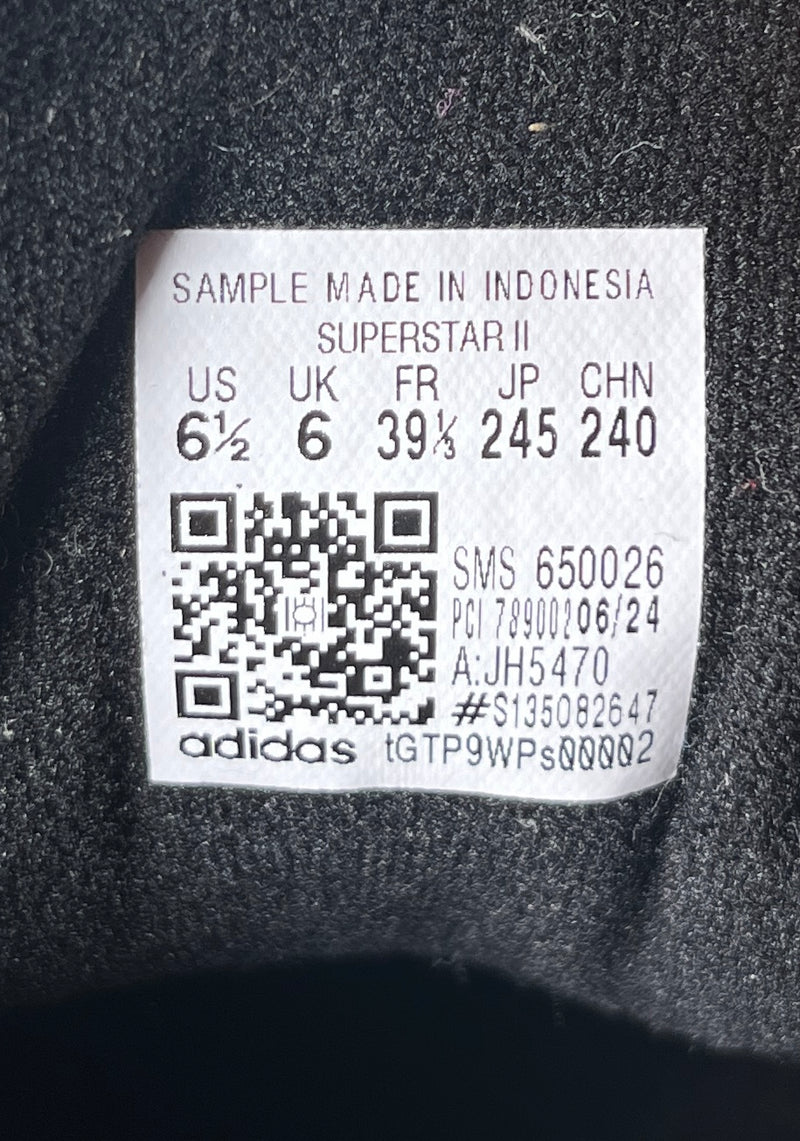 SAMPLE MADE IN INDONESIA
SUPERSTAR II
US UK FR JP CHN
6½ 6 39⅓ 245 240
SMS 650026
PCI 789002 06/24
A:JH5470
#S135082647
adidas tGTP9WPs00002